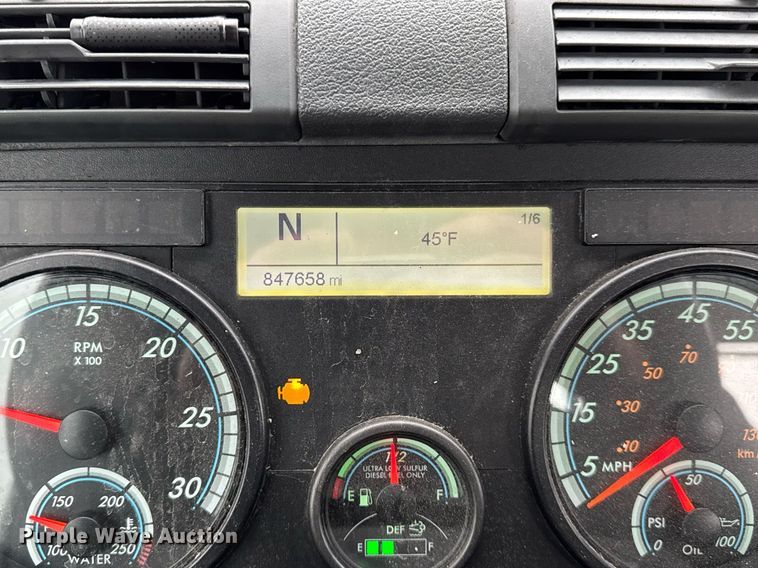 N
45°F
1/6
847658 mi
10
15
20
25
30
RPM
X 100
150
200
100
250
WATER
1/2
ULTRA LOW SULFUR
DIESEL FUEL ONLY
E
F
DEF
E
F
5
15
25
35
45
55
MPH
10
30
50
70
km/
50
PSI
0
100
OIL
Purple Wave Auction